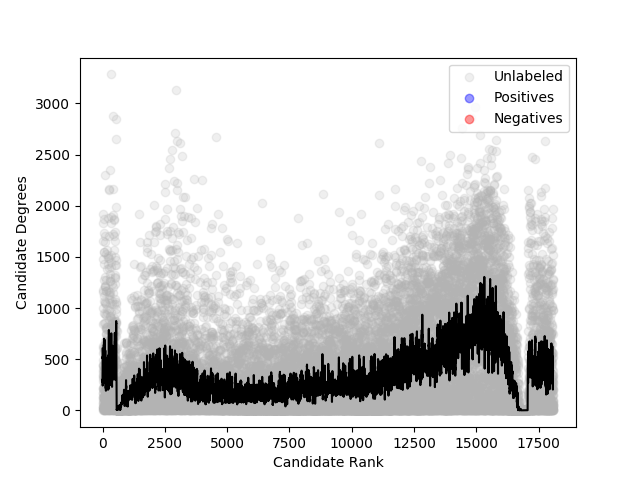 Unlabeled
Positives
Negatives
3000
2500
2000
1500
1000
500
0
Candidate Degrees
0 2500 5000 7500 10000 12500 15000 17500
Candidate Rank